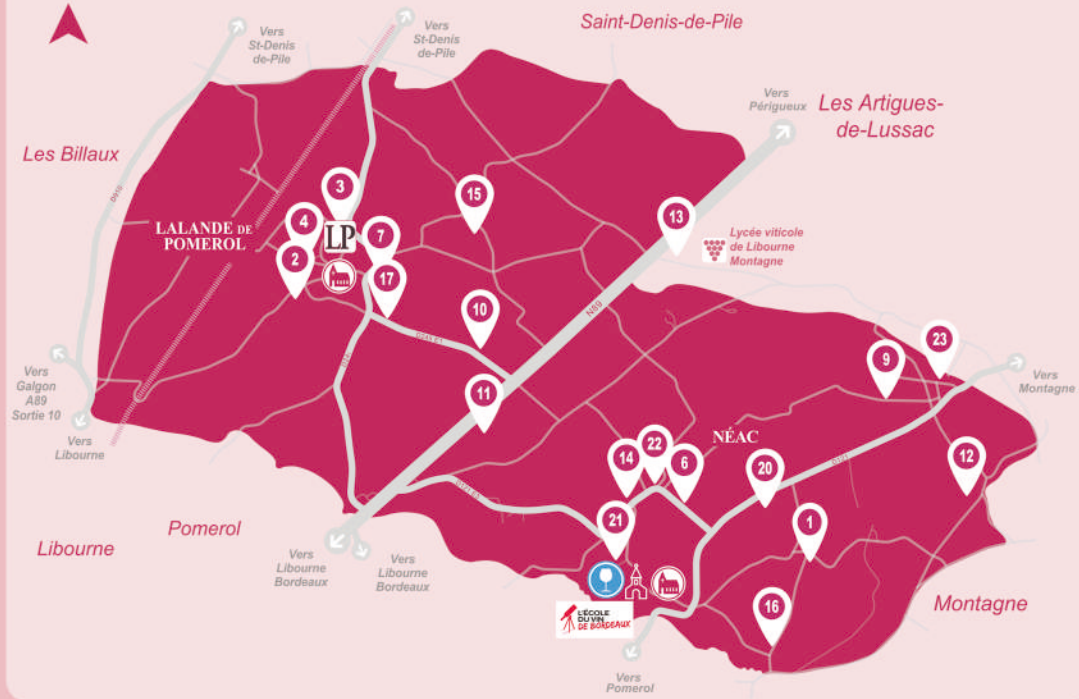 Saint-Denis-de-Pile
Vers
St-Denis
de-Pile
Vers
St-Denis
de-Pile
Vers
Périgueux
Les Artigues-
de-Lussac
Les Billaux
D910
3
15
4
LALANDE DE
POMEROL
LP
7
13
Lycée viticole
de Libourne
Montagne
2
17
10
N89
D245 E1
Vers
Galgon
A89
Sortie 10
Vers
Libourne
11
9
23
Vers
Montagne
NÉAC
14
22
6
20
D121
12
21
1
Pomerol
Libourne
Vers
Libourne
Bordeaux
Vers
Libourne
Bordeaux
16
Montagne
L'ÉCOLE
DU VIN
DE BORDEAUX
Vers
Pomerol